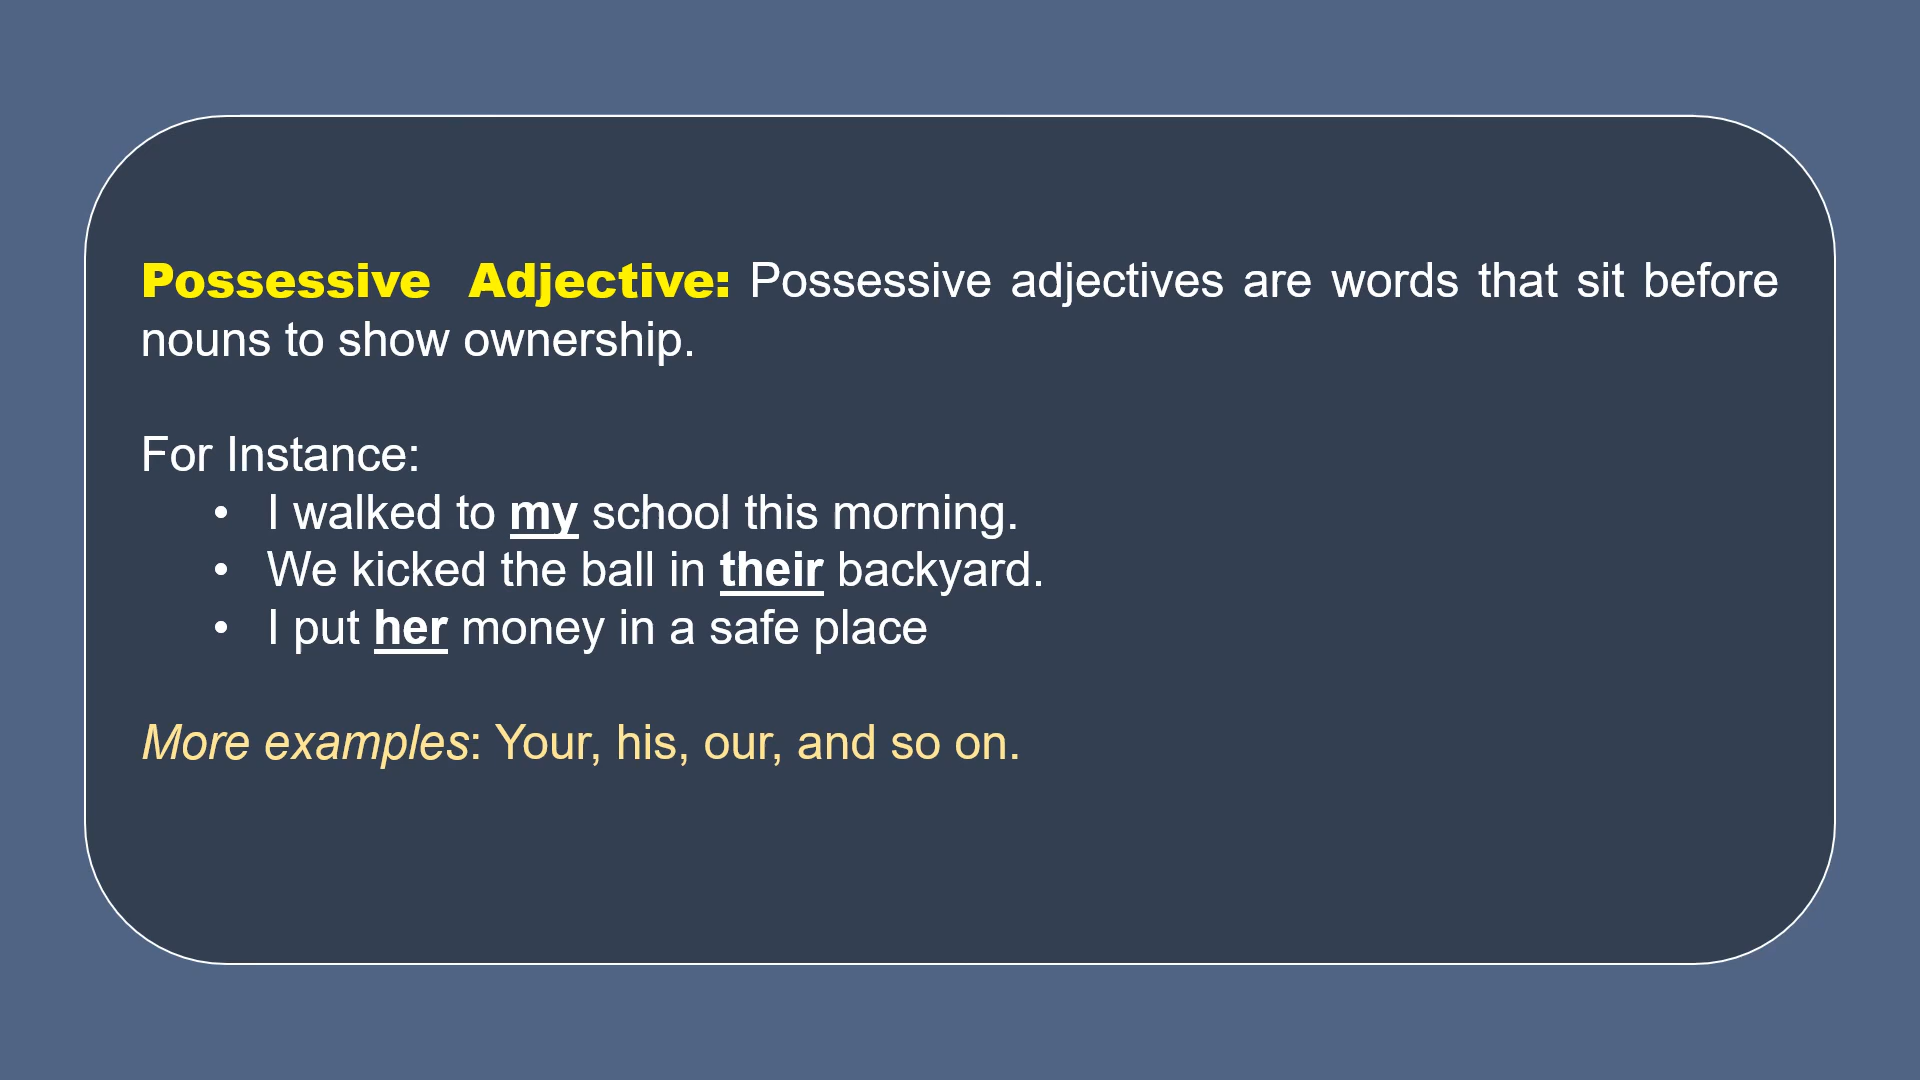 Possessive Adjective: Possessive adjectives are words that sit before
nouns to show ownership.
For Instance:
• I walked to my school this morning.
• We kicked the ball in their backyard.
• I put her money in a safe place
More examples: Your, his, our, and so on.